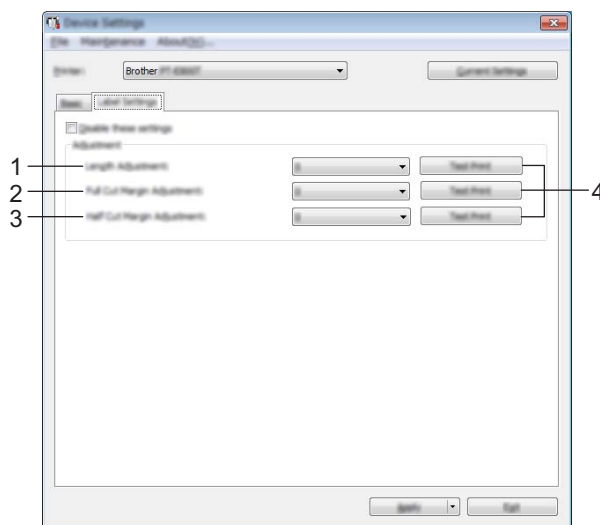 Device Settings
File Maintenance
Printer: Brother Current Settings
Basic Label Settings
Disable these settings
Adjustment
1 Length Adjustment: Test Print
2 Full Cut Margin Adjustment: Test Print 4
3 Half Cut Margin Adjustment: Test Print
Apply Exit